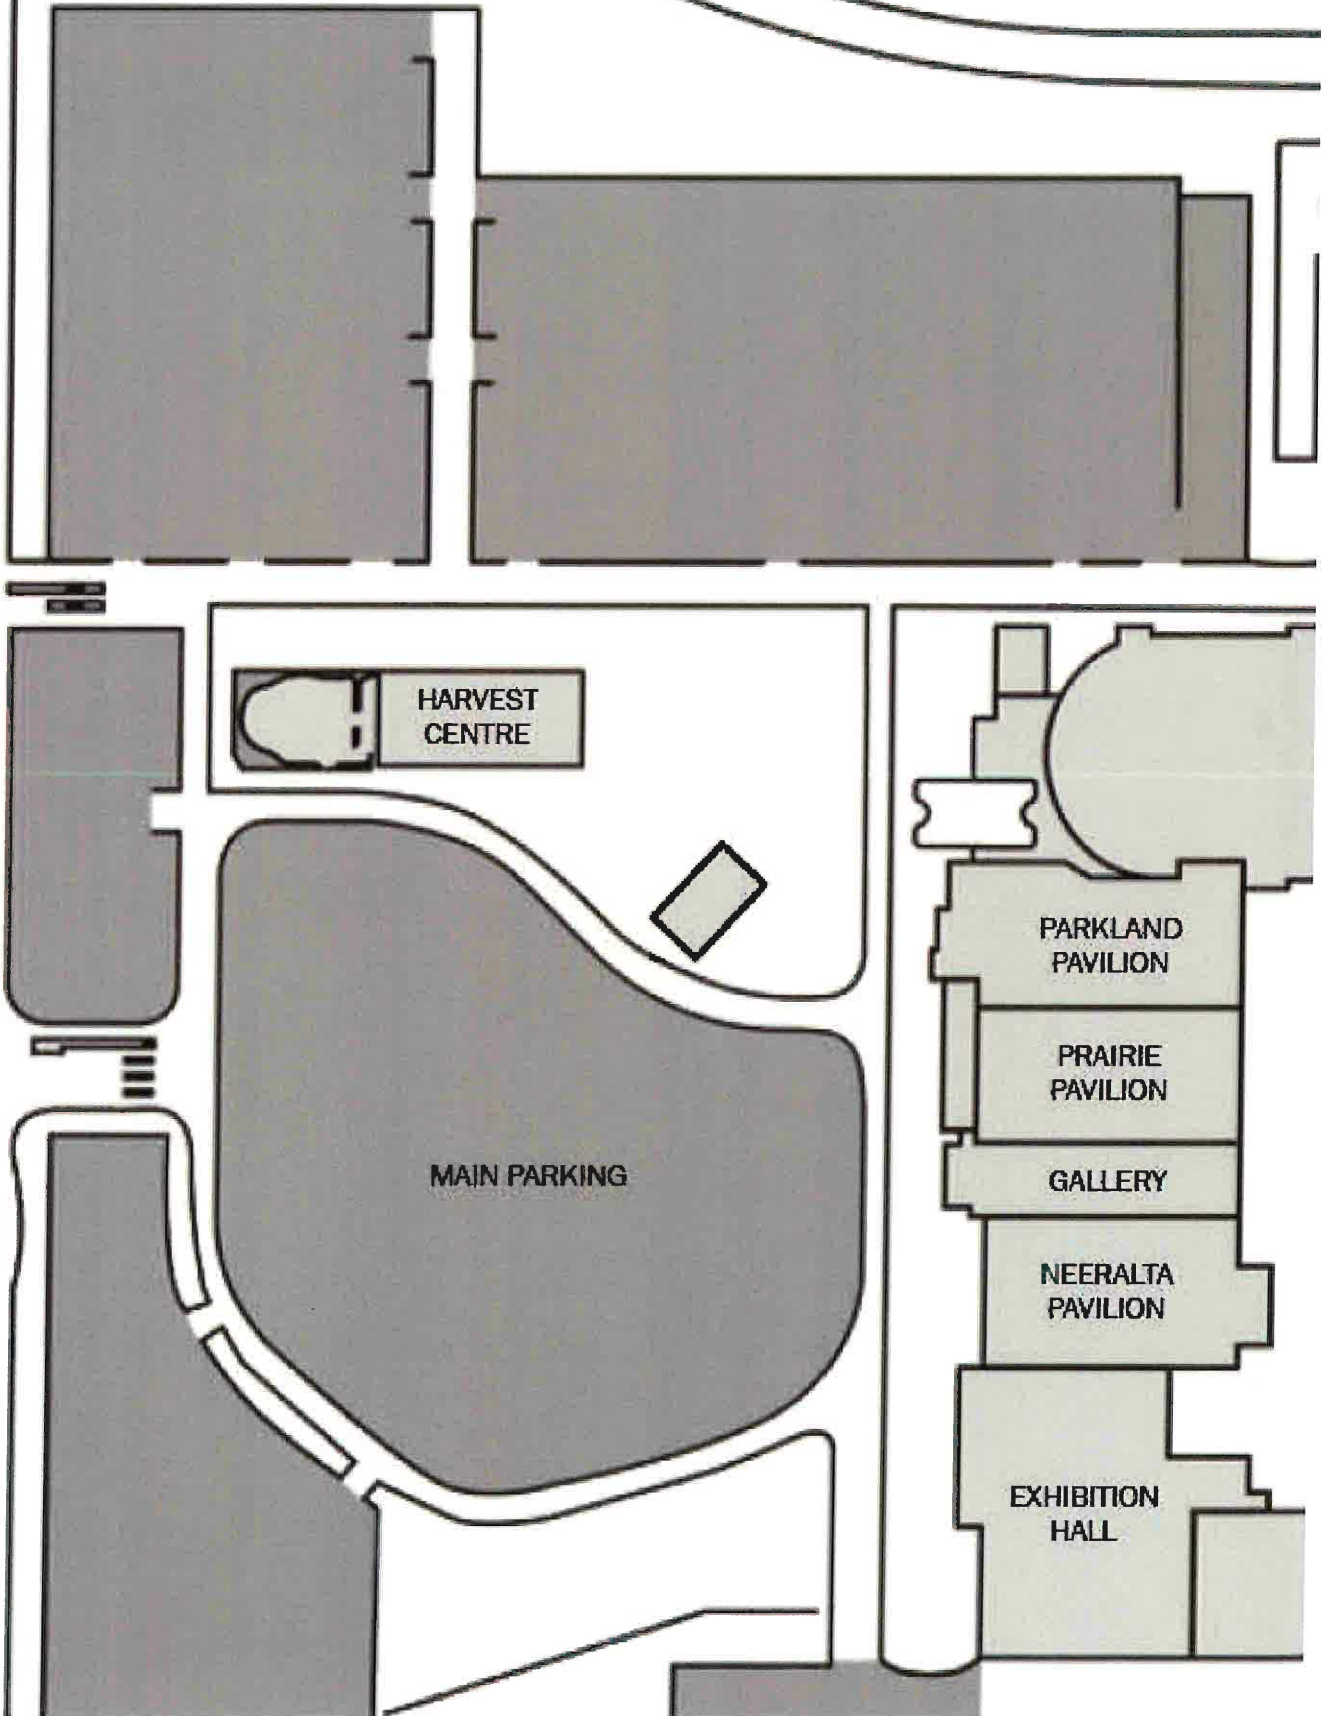 HARVEST
CENTRE
PARKLAND
PAVILION
PRAIRIE
PAVILION
MAIN PARKING
GALLERY
NEERALTA
PAVILION
EXHIBITION
HALL